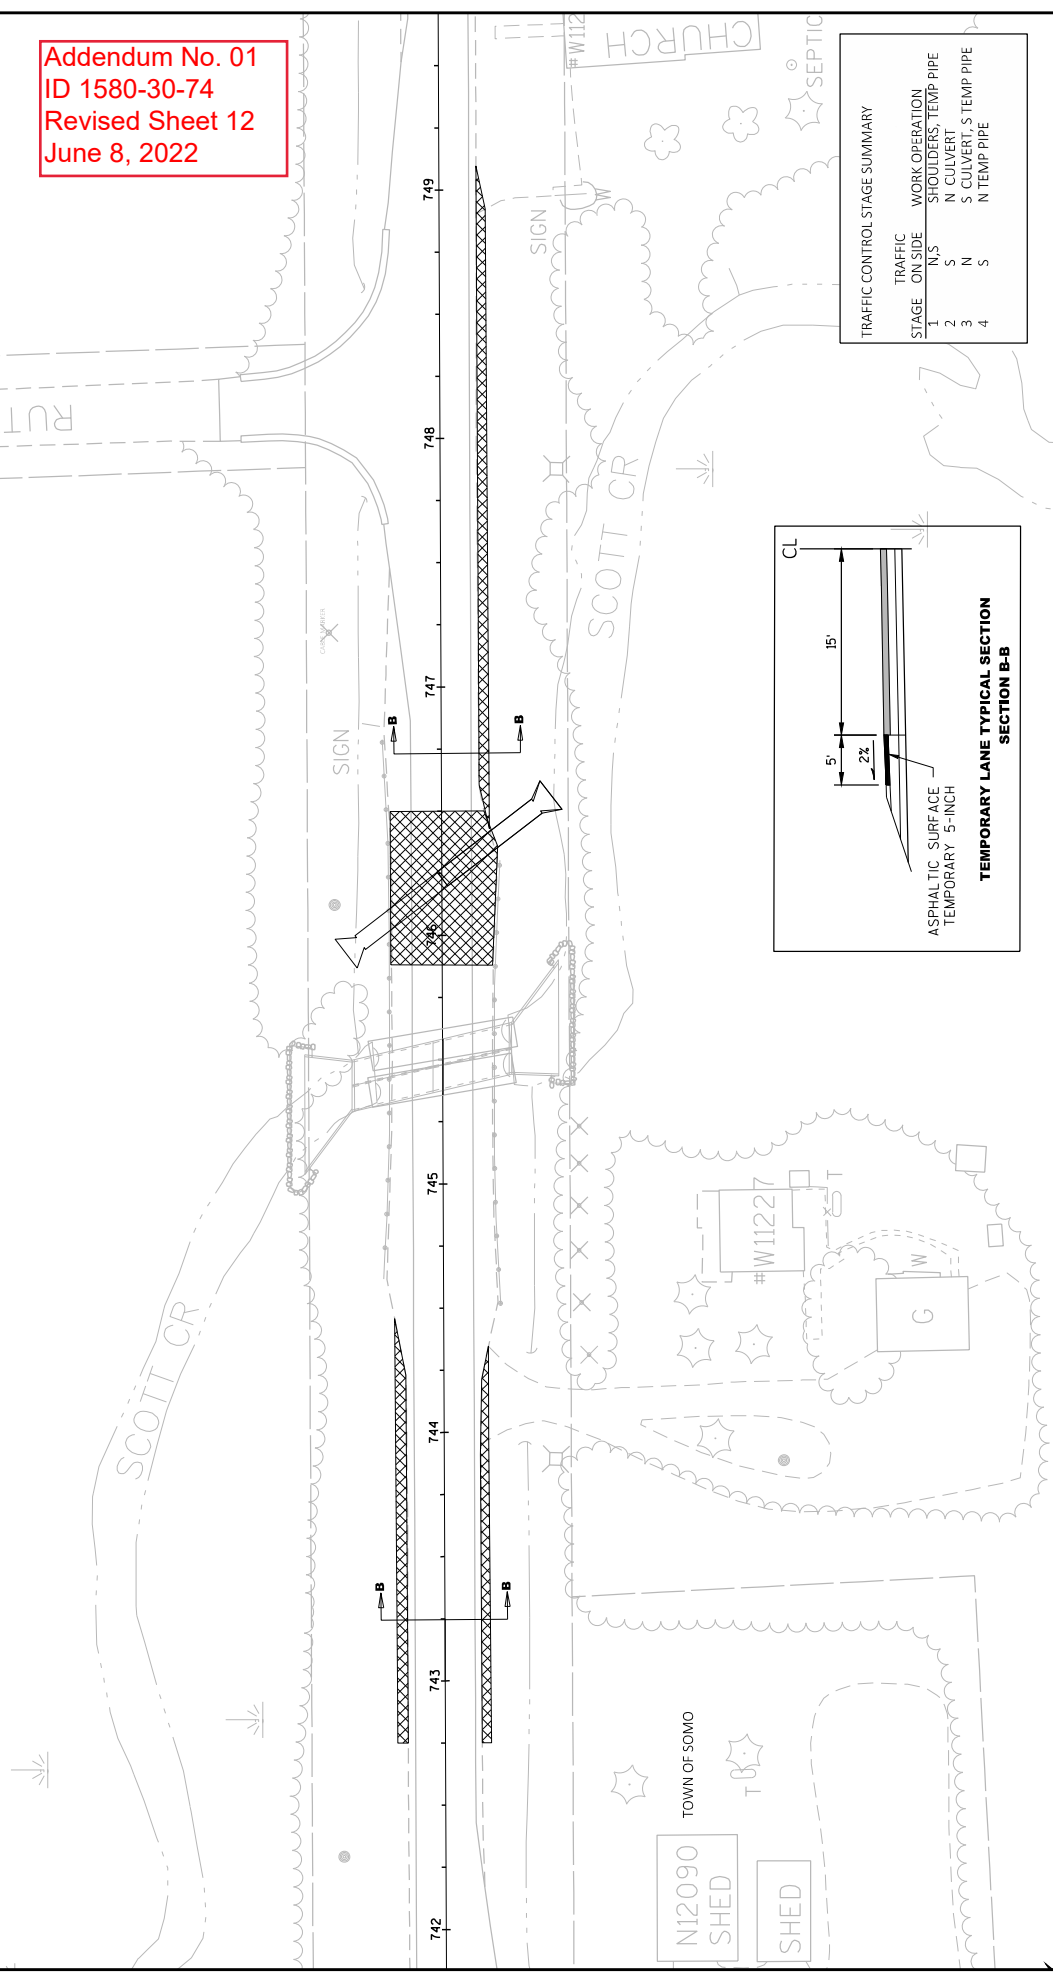 Addendum No. 01
ID 1580-30-74
Revised Sheet 12
June 8, 2022
CHURCH
#W112
SEPTIC
W
SIGN
RUT
SCOTT CR
SIGN
749
748
747
746
745
744
743
742
B
B
B
B
TRAFFIC CONTROL STAGE SUMMARY
TRAFFIC
STAGE ON SIDE WORK OPERATION
1 N,S SHOULDERS, TEMP PIPE
2 S N CULVERT
3 N S CULVERT, S TEMP PIPE
4 S N TEMP PIPE
CL
15'
5'
2%
ASPHALTIC SURFACE
TEMPORARY 5-INCH
TEMPORARY LANE TYPICAL SECTION
SECTION B-B
SCOTT CR
#W11227
T
W
G
TOWN OF SOMO
T
N12090
SHED
SHED